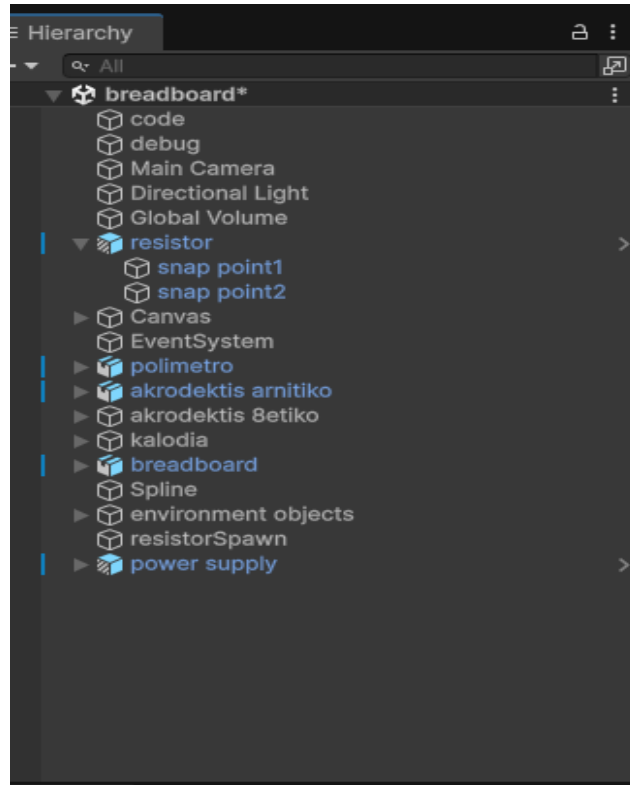 Hierarchy
All
breadboard*
code
debug
Main Camera
Directional Light
Global Volume
resistor
snap point1
snap point2
Canvas
EventSystem
polimetro
akrodektis arnitiko
akrodektis 8etiko
kalodia
breadboard
Spline
environment objects
resistorSpawn
power supply